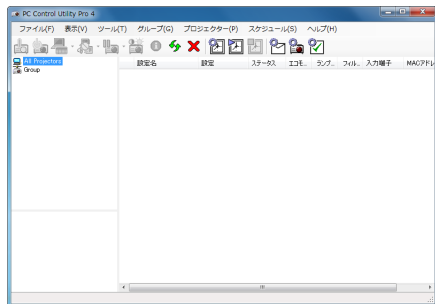 PC Control Utility Pro 4
ファイル(F) 表示(V) ツール(T) グループ(G) プロジェクター(P) スケジュール(S) ヘルプ(H)
All Projectors
Group
設定名 設定 ステータス エコモ... ランプ... フィル... 入力端子 MACアドレ